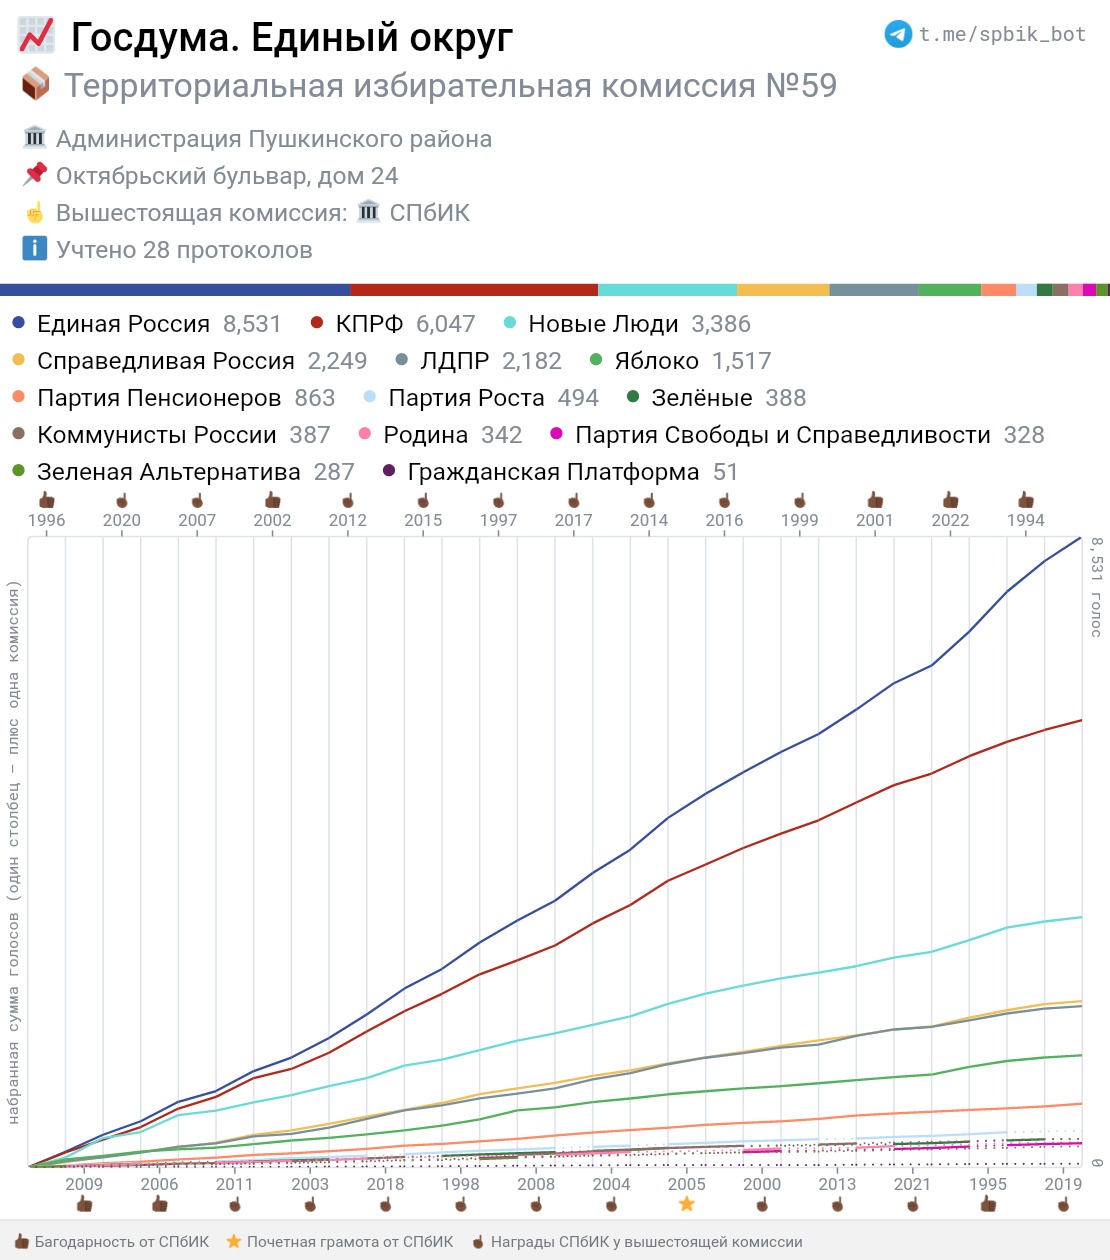 Госдума. Единый округ
t.me/spbik_bot
Территориальная избирательная комиссия №59
Администрация Пушкинского района
Октябрьский бульвар, дом 24
Вышестоящая комиссия: СПбИК
Учтено 28 протоколов
Единая Россия 8,531 КПРФ 6,047 Новые Люди 3,386
Справедливая Россия 2,249 ЛДПР 2,182 Яблоко 1,517
Партия Пенсионеров 863 Партия Роста 494 Зелёные 388
Коммунисты России 387 Родина 342 Партия Свободы и Справедливости 328
Зеленая Альтернатива 287 Гражданская Платформа 51
1996 2020 2007 2002 2012 2015 1997 2017 2014 2016 1999 2001 2022 1994
набранная сумма голосов (один столбец — плюс одна комиссия)
8,531 голос
0
2009 2006 2011 2003 2018 1998 2008 2004 2005 2000 2013 2021 1995 2019
Багодарность от СПбИК Почетная грамота от СПбИК Награды СПбИК у вышестоящей комиссии